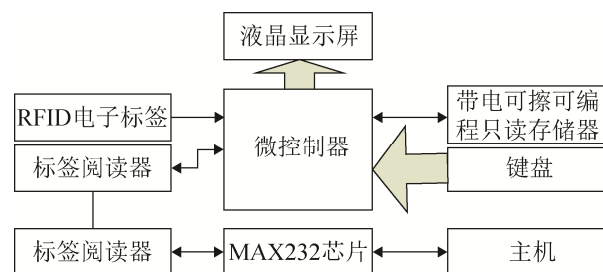 液晶显示屏
RFID电子标签
微控制器
带电可擦可编
程只读存储器
标签阅读器
键盘
标签阅读器
MAX232芯片
主机